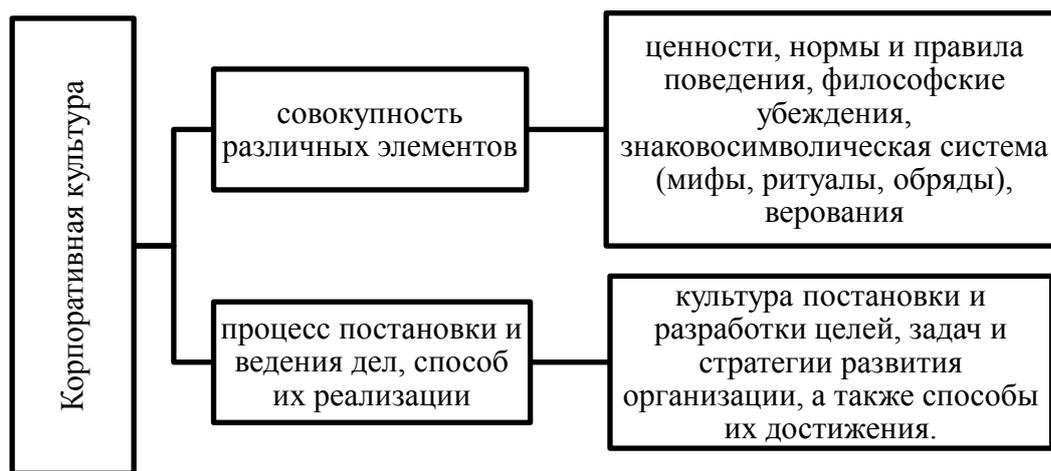 Корпоративная культура
совокупность
различных элементов
ценности, нормы и правила
поведения, философские
убеждения,
знаковосимволическая система
(мифы, ритуалы, обряды),
верования
процесс постановки и
ведения дел, способ
их реализации
культура постановки и
разработки целей, задач и
стратегии развития
организации, а также способы
их достижения.